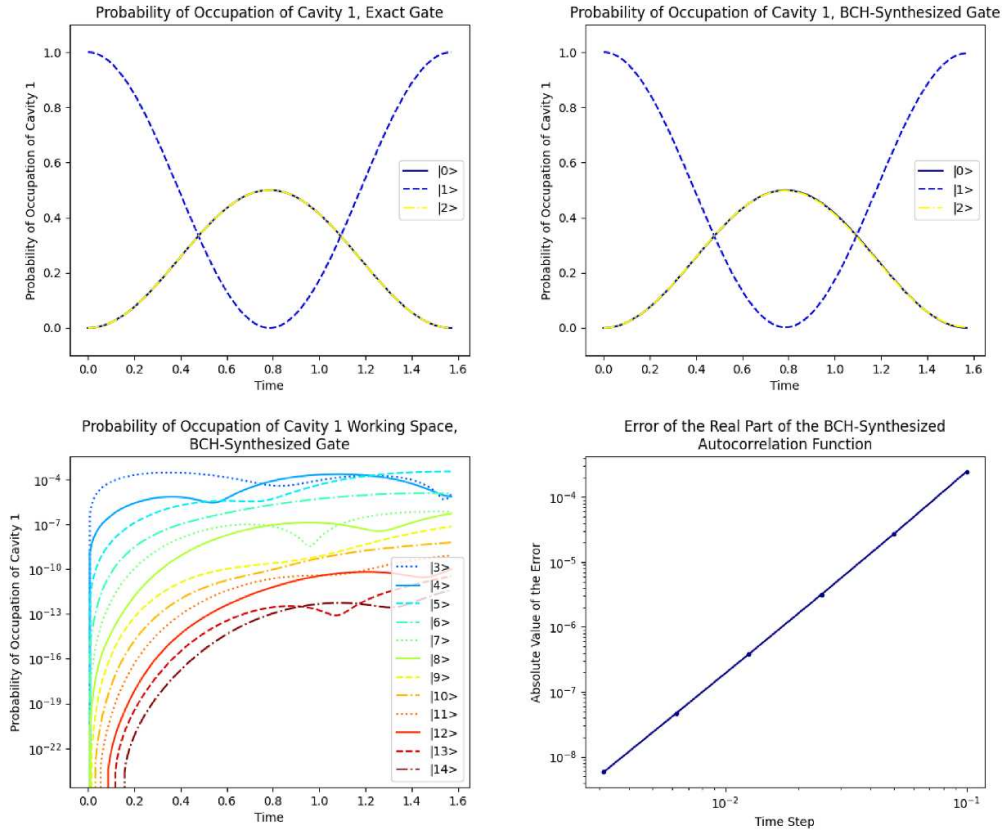 Probability of Occupation of Cavity 1, Exact Gate
Probability of Occupation of Cavity 1
1.0
0.8
0.6
0.4
0.2
0.0
|0>
|1>
|2>
0.0 0.2 0.4 0.6 0.8 1.0 1.2 1.4 1.6
Time
Probability of Occupation of Cavity 1, BCH-Synthesized Gate
Probability of Occupation of Cavity 1
1.0
0.8
0.6
0.4
0.2
0.0
|0>
|1>
|2>
0.0 0.2 0.4 0.6 0.8 1.0 1.2 1.4 1.6
Time
Probability of Occupation of Cavity 1 Working Space,
BCH-Synthesized Gate
Probability of Occupation of Cavity 1
10⁻⁴
10⁻⁷
10⁻¹⁰
10⁻¹³
10⁻¹⁶
10⁻¹⁹
10⁻²²
|3>
|4>
|5>
|6>
|7>
|8>
|9>
|10>
|11>
|12>
|13>
|14>
0.0 0.2 0.4 0.6 0.8 1.0 1.2 1.4 1.6
Time
Error of the Real Part of the BCH-Synthesized
Autocorrelation Function
Absolute Value of the Error
10⁻⁴
10⁻⁵
10⁻⁶
10⁻⁷
10⁻⁸
10⁻² 10⁻¹
Time Step